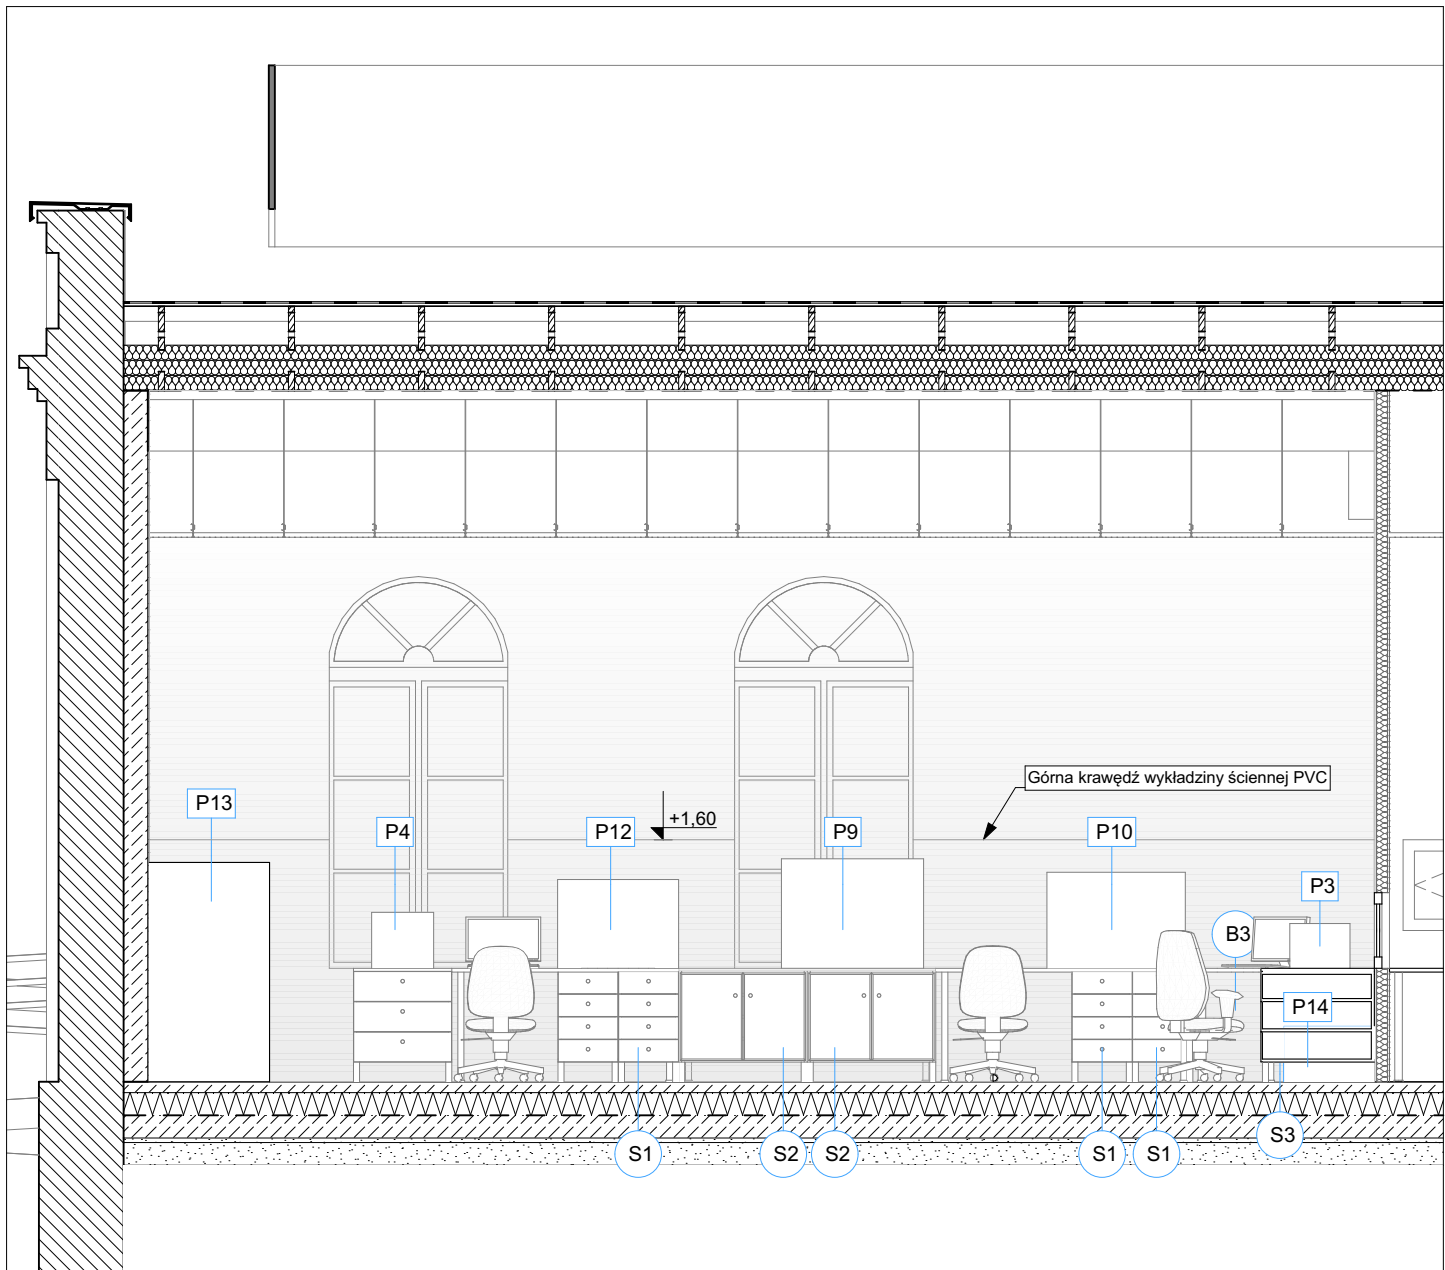 Górna krawędź wykładziny ściennej PVC
P13
+1,60
P4
P12
P9
P10
P3
B3
P14
S3
S1
S2
S2
S1
S1